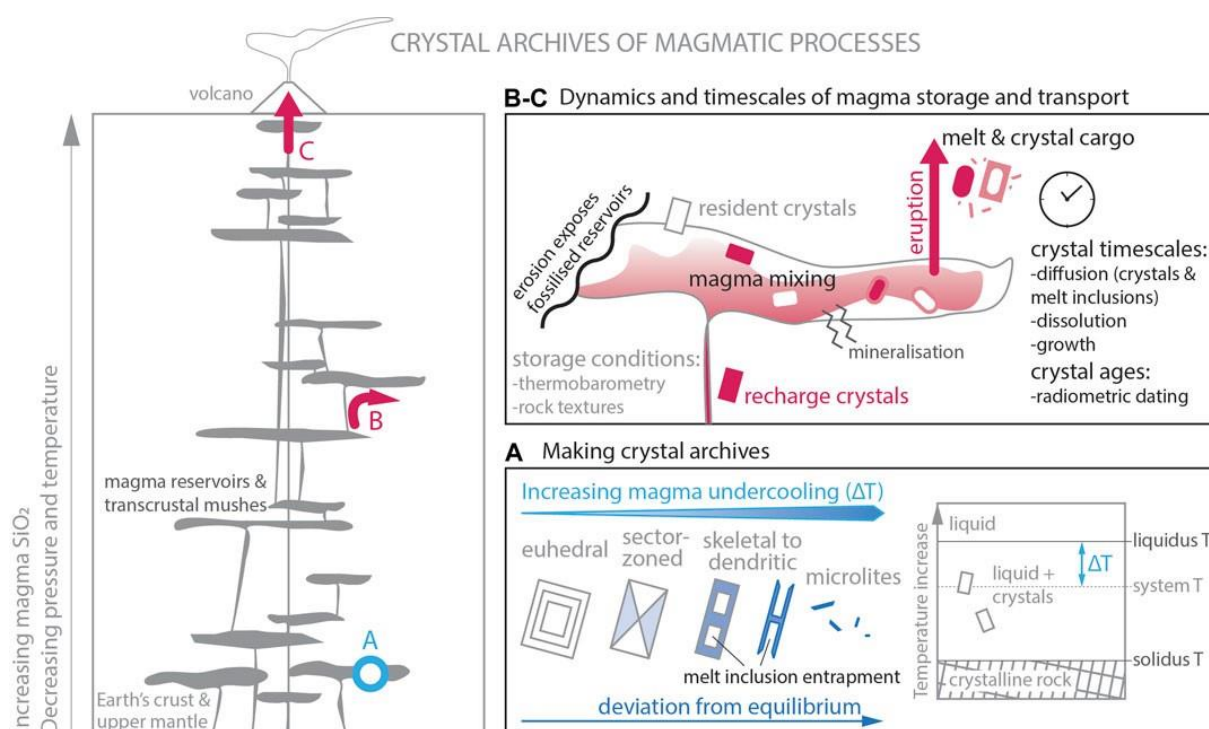 CRYSTAL ARCHIVES OF MAGMATIC PROCESSES
volcano
C
B
magma reservoirs &
transcrustal mushes
A
Earth's crust &
upper mantle
ncreasing magma SiO₂
Decreasing pressure and temperature
B-C Dynamics and timescales of magma storage and transport
erosion exposes
fossilised reservoirs
resident crystals
magma mixing
eruption
melt & crystal cargo
crystal timescales:
-diffusion (crystals &
melt inclusions)
-dissolution
-growth
crystal ages:
-radiometric dating
mineralisation
storage conditions:
-thermobarometry
-rock textures
recharge crystals
A Making crystal archives
Increasing magma undercooling (ΔT)
euhedral
sector-
zoned
skeletal to
dendritic
microlites
melt inclusion entrapment
deviation from equilibrium
Temperature increase
liquid
liquidus T
ΔT
liquid +
crystals
system T
solidus T
crystalline rock